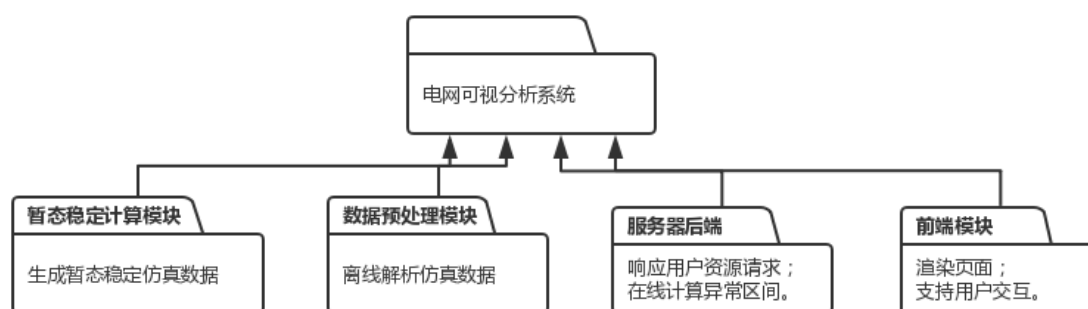 电网可视分析系统
暂态稳定计算模块
生成暂态稳定仿真数据
数据预处理模块
离线解析仿真数据
服务器后端
响应用户资源请求；
在线计算异常区间。
前端模块
渲染页面；
支持用户交互。